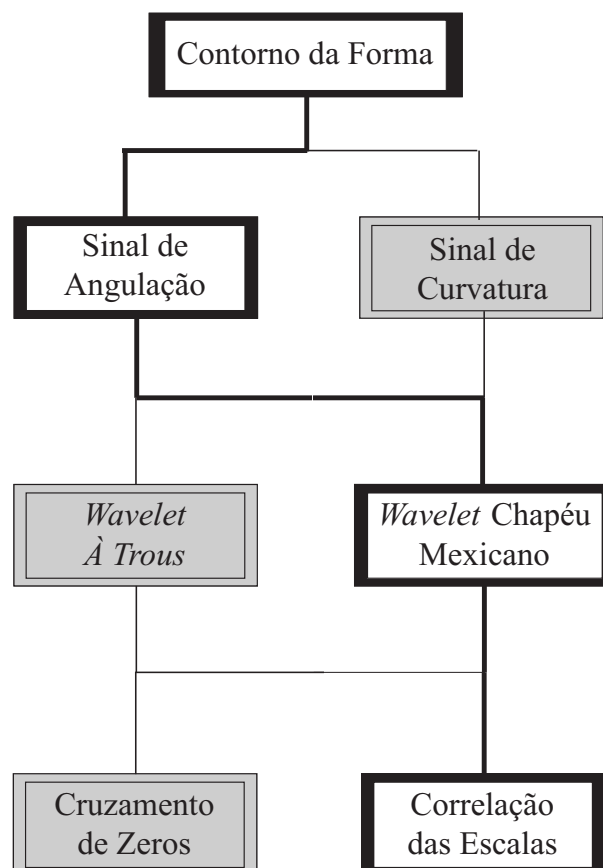 Contorno da Forma
Sinal de
Angulação
Sinal de
Curvatura
Wavelet
À Trous
Wavelet Chapéu
Mexicano
Cruzamento
de Zeros
Correlação
das Escalas